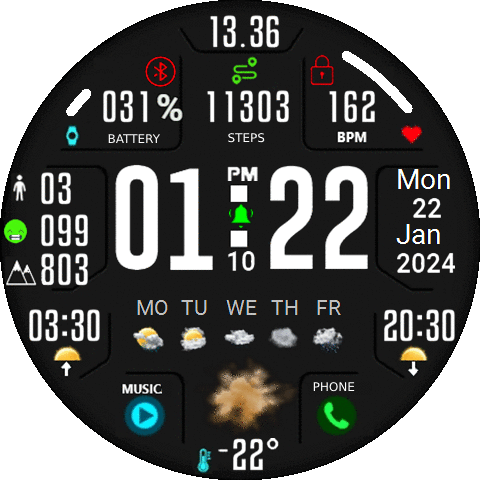 13.36
031%
BATTERY
11303
STEPS
162
BPM
03
099
803
01
PM
10
22
Mon
22
Jan
2024
MO TU WE TH FR
03:30
20:30
MUSIC
PHONE
-22°